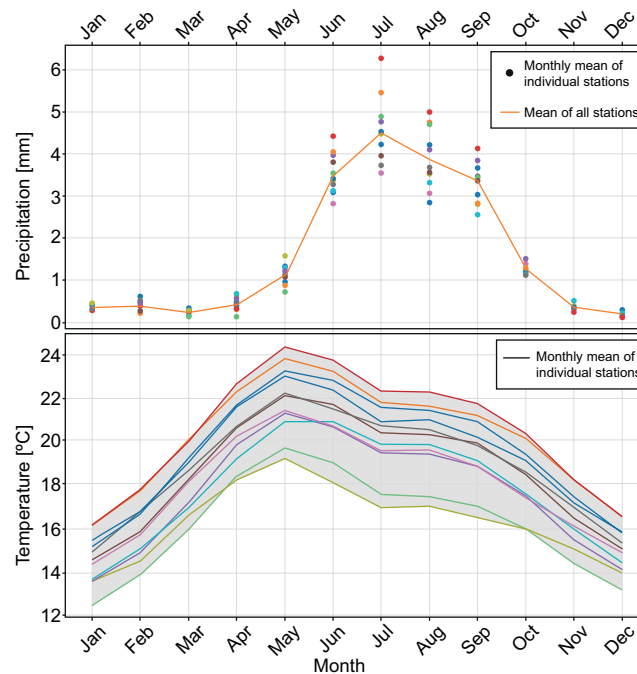 Jan Feb Mar Apr May Jun Jul Aug Sep Oct Nov Dec
Precipitation [mm]
6
5
4
3
2
1
0
Monthly mean of
individual stations
Mean of all stations
Temperature [ºC]
24
22
20
18
16
14
12
Monthly mean of
individual stations
Jan Feb Mar Apr May Jun Jul Aug Sep Oct Nov Dec
Month